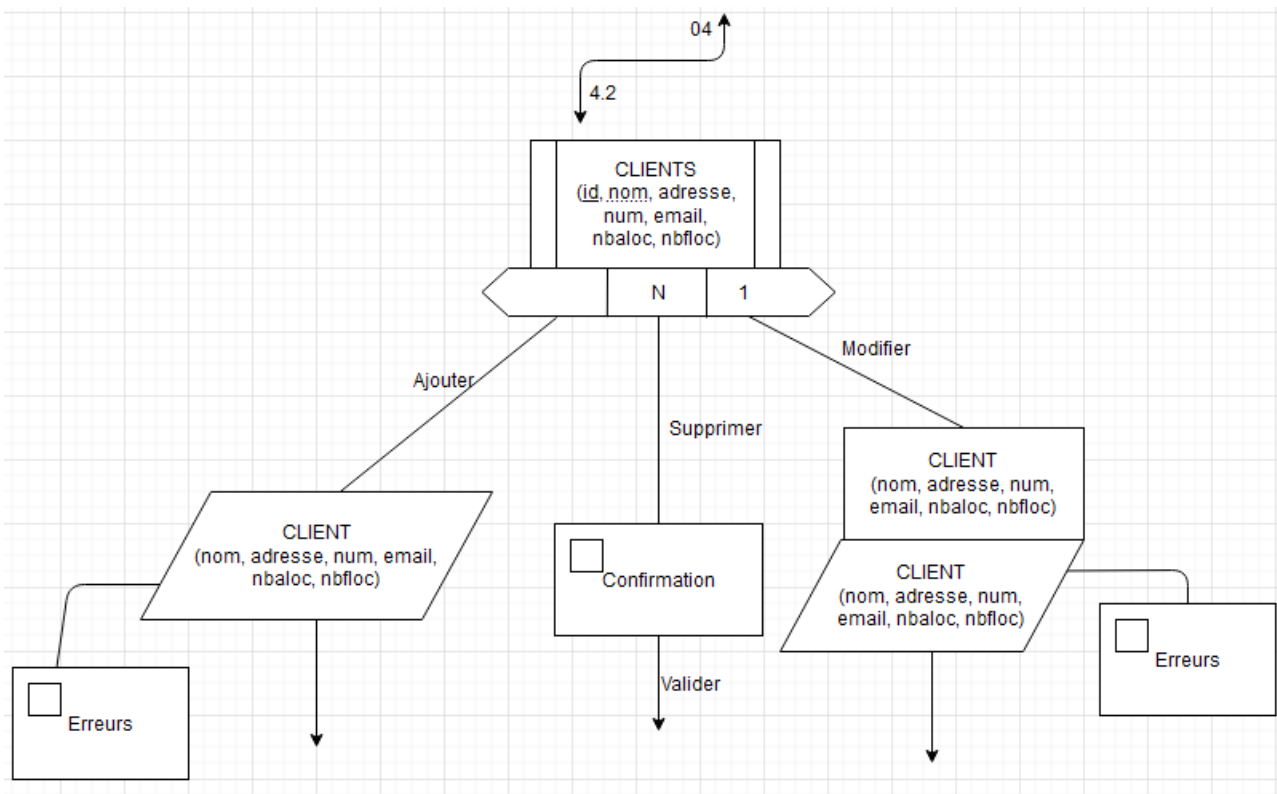 04
4.2
CLIENTS
(id, nom, adresse,
num, email,
nbaloc, nbfloc)
N
1
Modifier
Ajouter
Supprimer
CLIENT
(nom, adresse, num,
email, nbaloc, nbfloc)
CLIENT
(nom, adresse, num, email,
nbaloc, nbfloc)
Confirmation
CLIENT
(nom, adresse, num,
email, nbaloc, nbfloc)
Erreurs
Valider
Erreurs